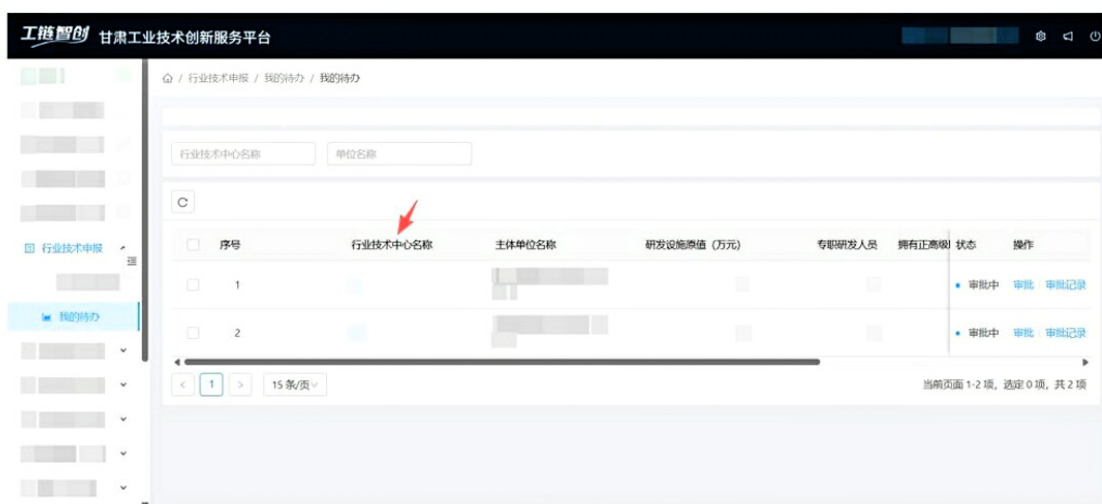 工链智创 甘肃工业技术创新服务平台
/ 行业技术申报 / 我的待办 / 我的待办
行业技术中心名称 单位名称
行业技术申报
我的待办
序号 行业技术中心名称 主体单位名称 研发设施原值（万元） 专职研发人员 拥有正高级 状态 操作
1 审批中 审批 审批记录
2 审批中 审批 审批记录
< 1 > 15 条/页
当前页面 1-2 项，选定 0 项，共 2 项